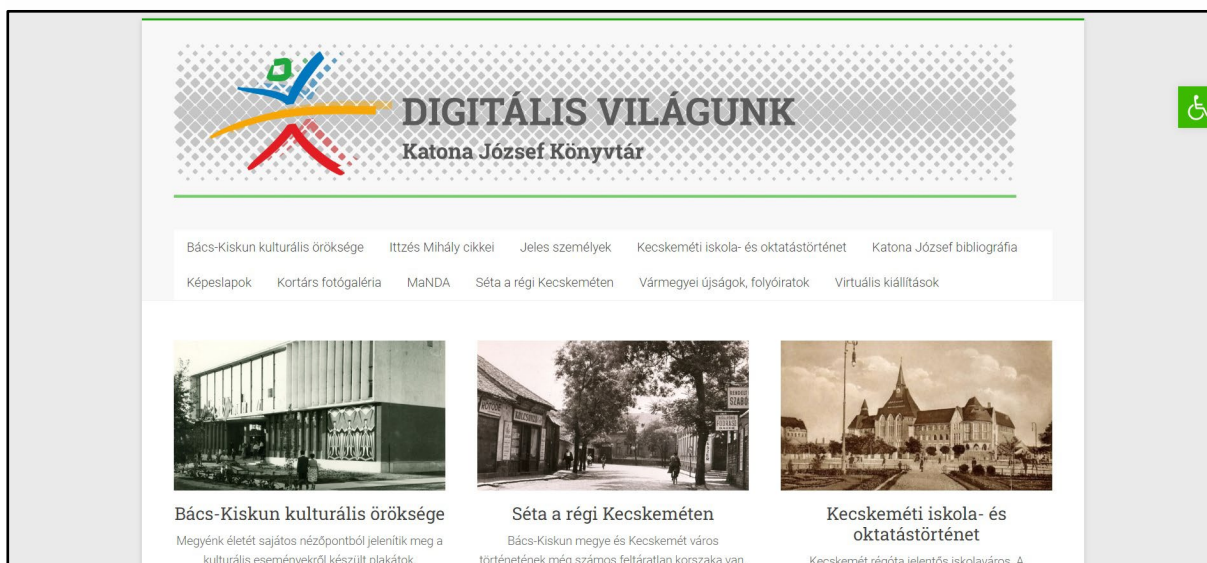 DIGITÁLIS VILÁGUNK
Katona József Könyvtár
Bács-Kiskun kulturális öröksége Ittzés Mihály cikkei Jeles személyek Kecskeméti iskola- és oktatástörténet Katona József bibliográfia
Képeslapok Kortárs fotógaléria MaNDA Séta a régi Kecskeméten Vármegyei újságok, folyóiratok Virtuális kiállítások
Bács-Kiskun kulturális öröksége
Megyénk életét sajátos nézőpontból jelenítik meg a
kulturális eseményekről készült plakátok
Séta a régi Kecskeméten
Bács-Kiskun megye és Kecskemét város
történetének még számos feltáratlan korszaka van
Kecskeméti iskola- és
oktatástörténet
Kecskemét régóta jelentős iskolaváros. A